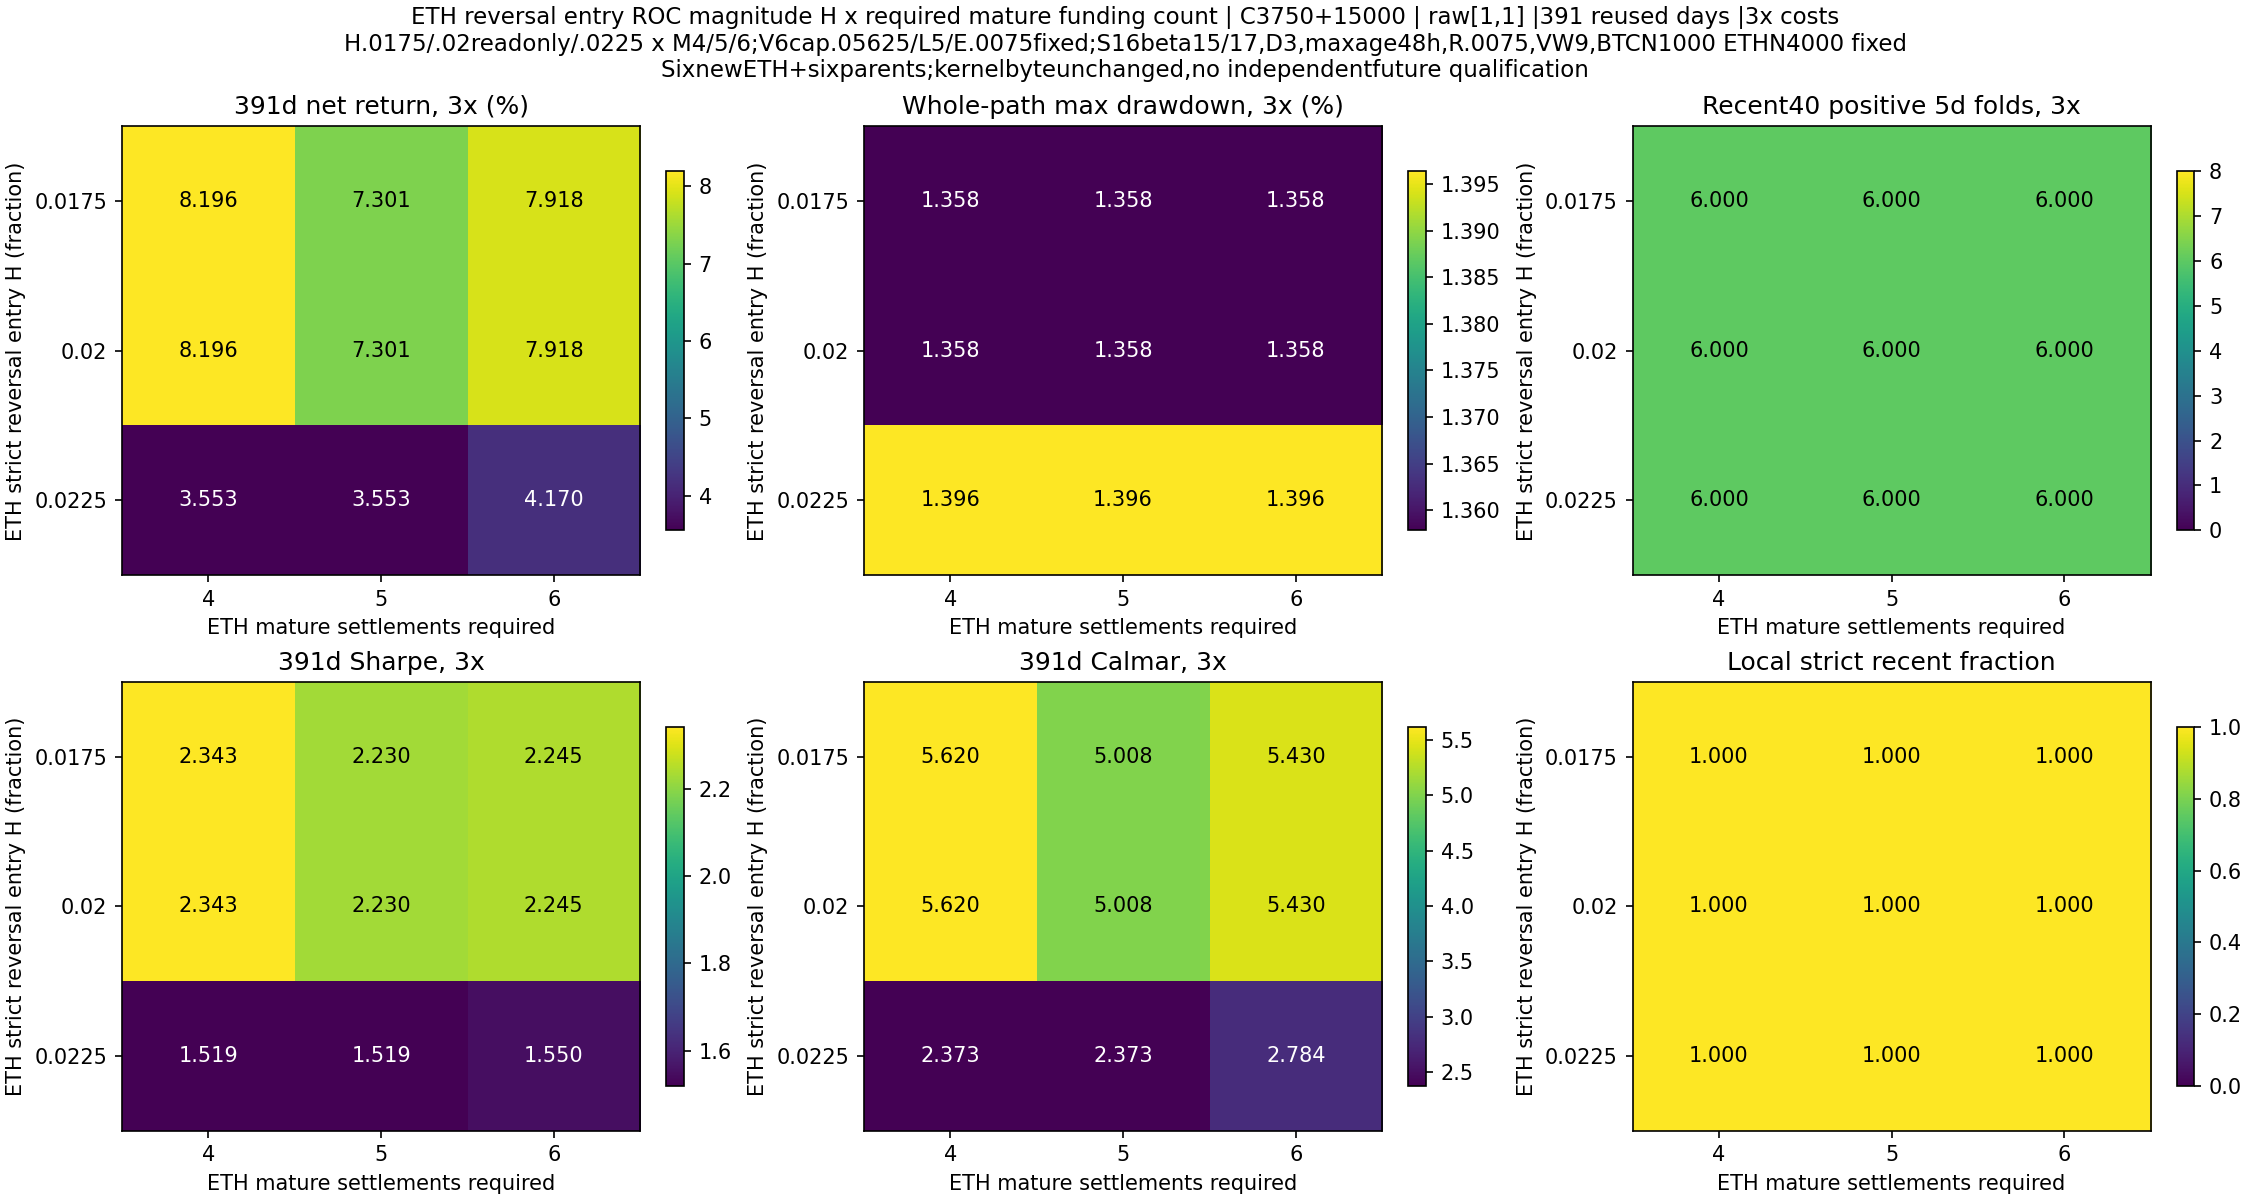 ETH reversal entry ROC magnitude H x required mature funding count | C3750+15000 | raw[1,1] |391 reused days |3x costs
H.0175/.02readonly/.0225 x M4/5/6;V6cap.05625/L5/E.0075fixed;S16beta15/17,D3,maxage48h,R.0075,VW9,BTCN1000 ETHN4000 fixed
SixnewETH+sixparents;kernelbyteunchanged,no independentfuture qualification
391d net return, 3x (%)
ETH strict reversal entry H (fraction)
0.0175
8.196 7.301 7.918
0.02
8.196 7.301 7.918
0.0225
3.553 3.553 4.170
4 5 6
ETH mature settlements required
8
7
6
5
4
Whole-path max drawdown, 3x (%)
ETH strict reversal entry H (fraction)
0.0175
1.358 1.358 1.358
0.02
1.358 1.358 1.358
0.0225
1.396 1.396 1.396
4 5 6
ETH mature settlements required
1.395
1.390
1.385
1.380
1.375
1.370
1.365
1.360
Recent40 positive 5d folds, 3x
ETH strict reversal entry H (fraction)
0.0175
6.000 6.000 6.000
0.02
6.000 6.000 6.000
0.0225
6.000 6.000 6.000
4 5 6
ETH mature settlements required
8
7
6
5
4
3
2
1
0
391d Sharpe, 3x
ETH strict reversal entry H (fraction)
0.0175
2.343 2.230 2.245
0.02
2.343 2.230 2.245
0.0225
1.519 1.519 1.550
4 5 6
ETH mature settlements required
2.2
2.0
1.8
1.6
391d Calmar, 3x
ETH strict reversal entry H (fraction)
0.0175
5.620 5.008 5.430
0.02
5.620 5.008 5.430
0.0225
2.373 2.373 2.784
4 5 6
ETH mature settlements required
5.5
5.0
4.5
4.0
3.5
3.0
2.5
Local strict recent fraction
ETH strict reversal entry H (fraction)
0.0175
1.000 1.000 1.000
0.02
1.000 1.000 1.000
0.0225
1.000 1.000 1.000
4 5 6
ETH mature settlements required
1.0
0.8
0.6
0.4
0.2
0.0